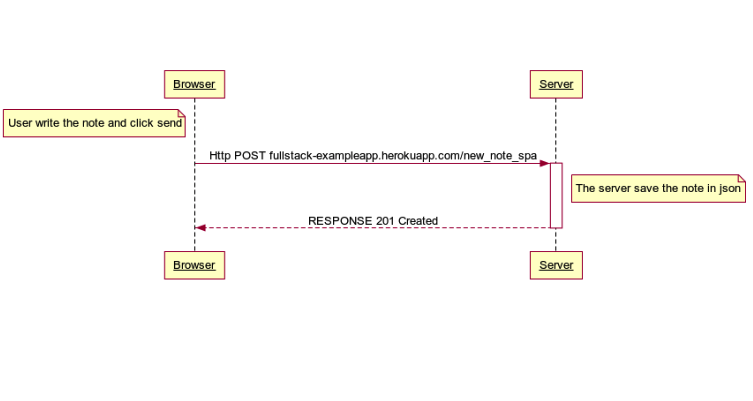 Browser
Server
User write the note and click send
Http POST fullstack-exampleapp.herokuapp.com/new_note_spa
The server save the note in json
RESPONSE 201 Created
Browser
Server